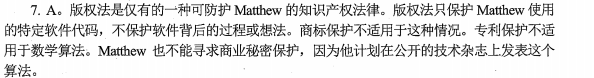 7. A。版权法是仅有的一种可防护 Matthew 的知识产权法律。版权法只保护 Matthew 使用
的特定软件代码，不保护软件背后的过程或想法。商标保护不适用于这种情况。专利保护不适
用于数学算法。Matthew 也不能寻求商业秘密保护，因为他计划在公开的技术杂志上发表这个
算法。